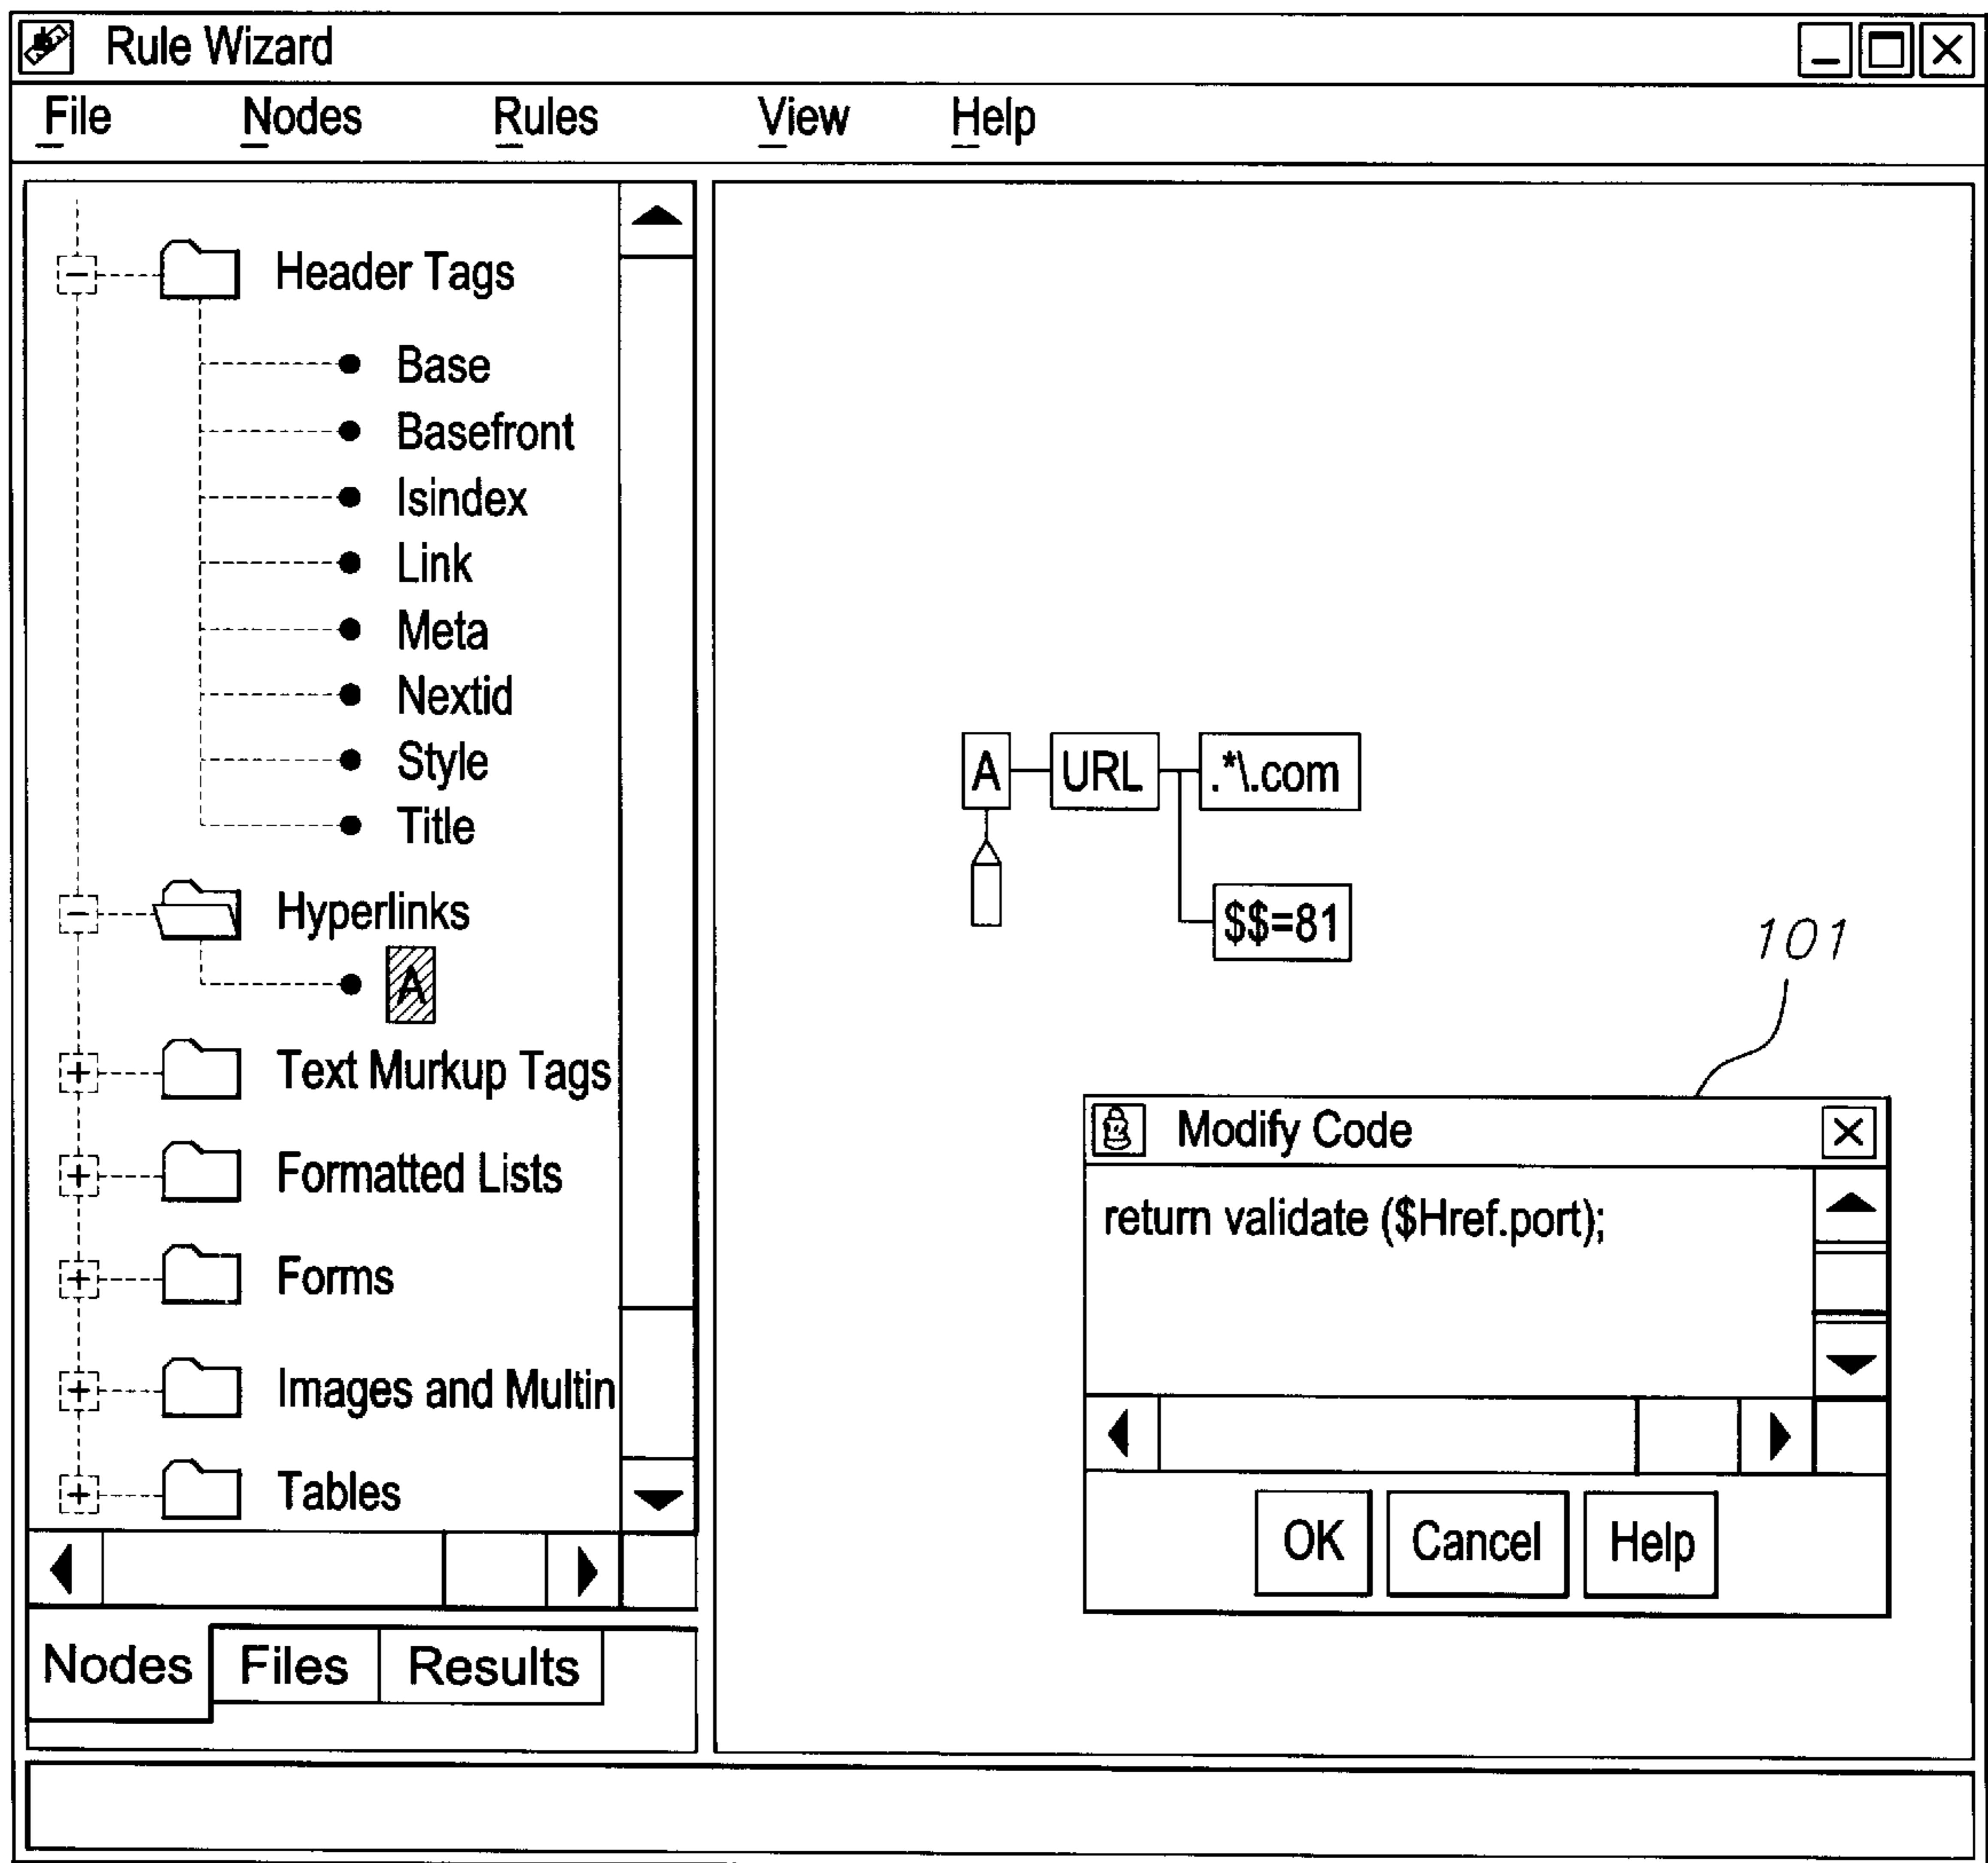 Rule Wizard
File Nodes Rules View Help
Header Tags
Base
Basefront
Isindex
Link
Meta
Nextid
Style
Title
Hyperlinks
A
Text Murkup Tags
Formatted Lists
Forms
Images and Multin
Tables
Nodes Files Results
A URL .*\.com
$$=81
101
Modify Code
return validate ($Href.port);
OK Cancel Help